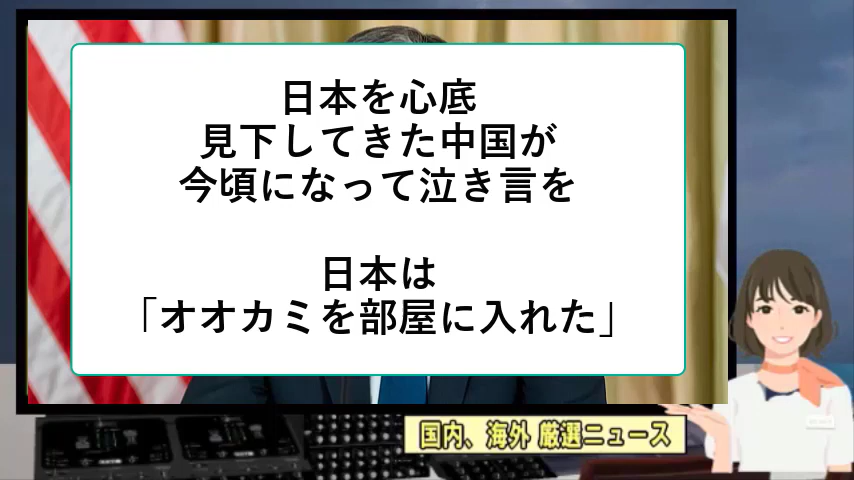 日本を心底
見下してきた中国が
今頃になって泣き言を
日本は
「オオカミを部屋に入れた」
国内、海外 厳選ニュース